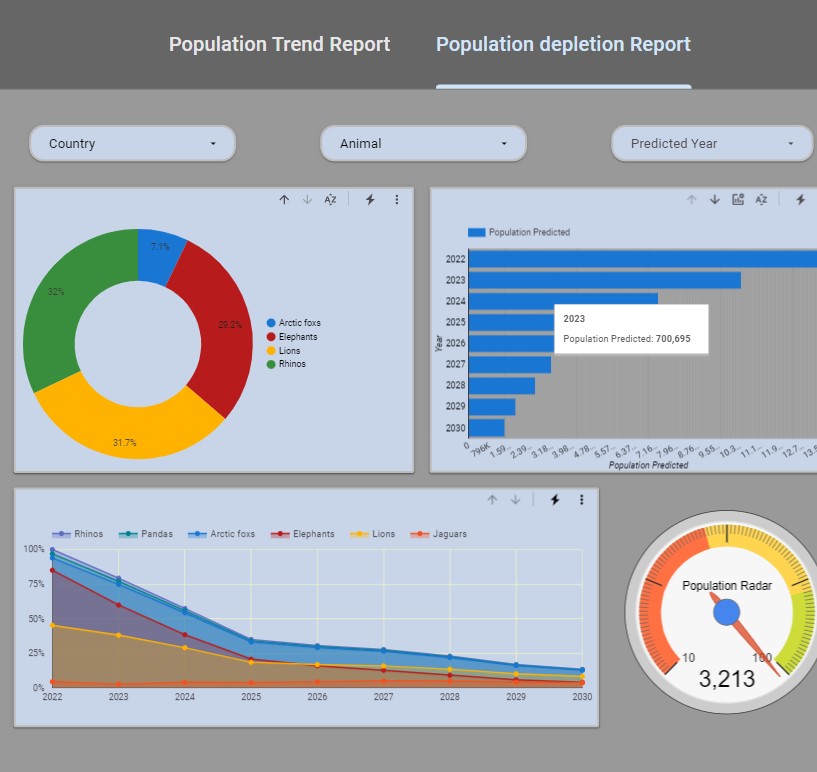 Population Trend Report
Population depletion Report
Country
Animal
Predicted Year
7.1%
29.2%
31.7%
32%
Arctic foxs
Elephants
Lions
Rhinos
Population Predicted
Year
2022
2023
2024
2025
2026
2027
2028
2029
2030
2023
Population Predicted: 700,695
0 796K 1.59... 2.39... 3.18... 3.98... 4.78... 5.57... 6.37... 7.16... 7.96... 8.76... 9.55... 10.3... 11.1... 11.9... 12.7...
Population Predicted
Rhinos Pandas Arctic foxs Elephants Lions Jaguars
100%
75%
50%
25%
0%
2022 2023 2024 2025 2026 2027 2028 2029 2030
Population Radar
10 100
3,213